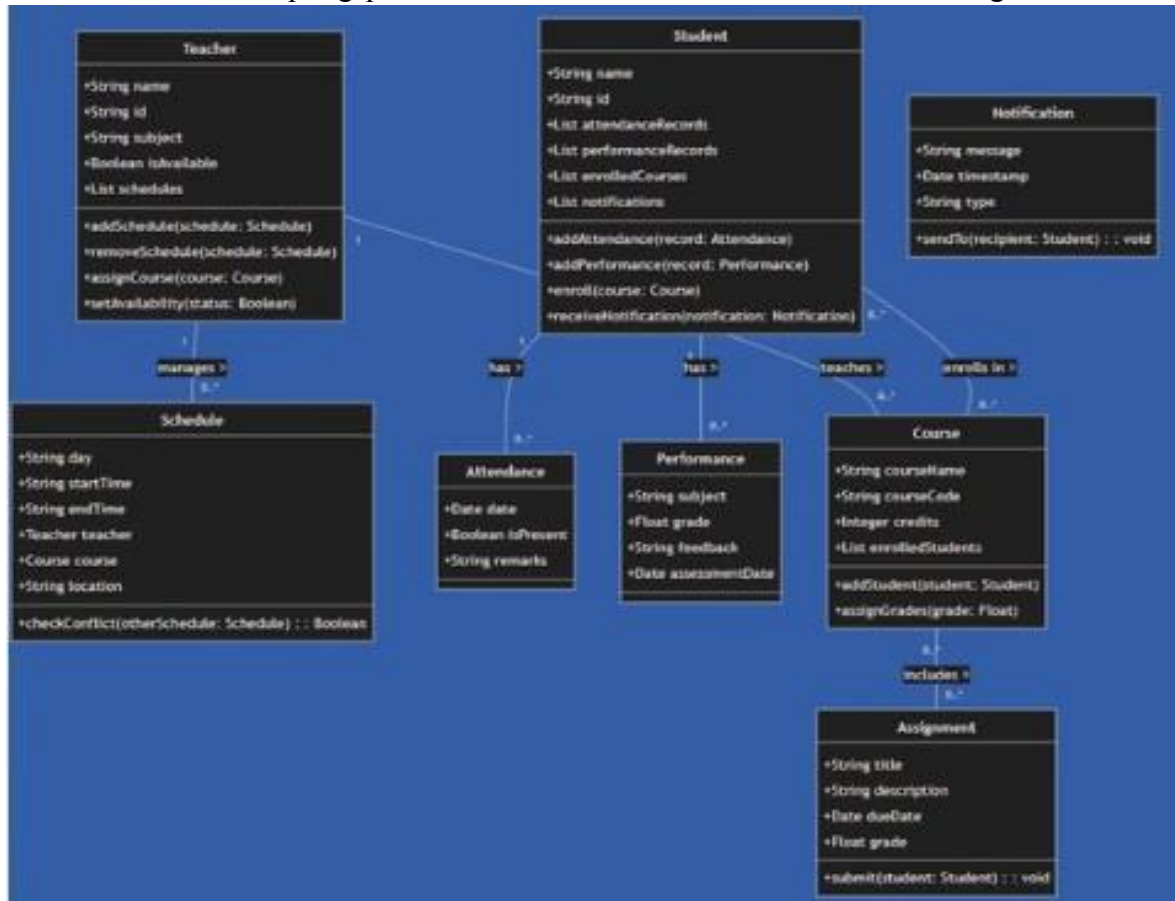 Teacher
+String name
+String id
+String subject
+Boolean isAvailable
+List schedules
+addSchedule(schedule: Schedule)
+removeSchedule(schedule: Schedule)
+assignCourse(course: Course)
+setAvailability(status: Boolean)
Student
+String name
+String id
+List attendanceRecords
+List performanceRecords
+List enrolledCourses
+List notifications
+addAttendance(record: Attendance)
+addPerformance(record: Performance)
+enroll(course: Course)
+receiveNotification(notification: Notification)
Notification
+String message
+Date timestamp
+String type
+sendTo(recipient: Student) : : void
1
1
manages >
0..*
1
has >
0..*
1
has >
0..*
teaches >
0..*
0..*
enrolls in >
0..*
Schedule
+String day
+String startTime
+String endTime
+Teacher teacher
+Course course
+String location
+checkConflict(otherSchedule: Schedule) : : Boolean
Attendance
+Date date
+Boolean isPresent
+String remarks
Performance
+String subject
+Float grade
+String feedback
+Date assessmentDate
Course
+String courseName
+String courseCode
+Integer credits
+List enrolledStudents
+addStudent(student: Student)
+assignGrades(grade: Float)
0..*
includes >
0..*
Assignment
+String title
+String description
+Date dueDate
+Float grade
+submit(student: Student) : : void